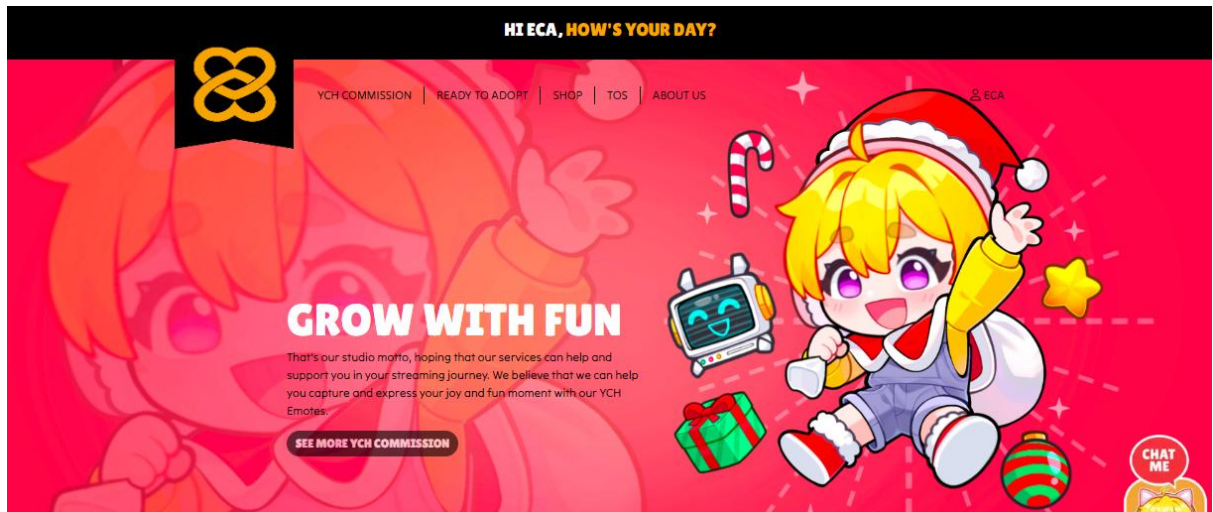 HI ECA, HOW'S YOUR DAY?
YCH COMMISSION
READY TO ADOPT
SHOP
TOS
ABOUT US
ECA
GROW WITH FUN
That's our studio motto, hoping that our services can help and
support you in your streaming journey. We believe that we can help
you capture and express your joy and fun moment with our YCH
Emotes.
SEE MORE YCH COMMISSION
CHAT
ME